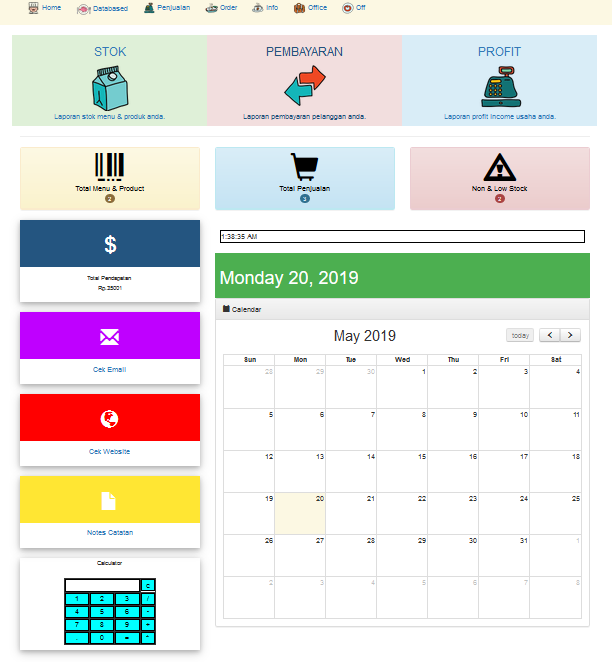 Home Databased Penjualan Order Info Office Off
STOK
Laporan stok menu & produk anda.
PEMBAYARAN
Laporan pembayaran pelanggan anda.
PROFIT
Laporan profit Income usaha anda.
Total Menu & Product
2
Total Penjualan
3
Non & Low Stock
2
$
Total Pendapatan
Rp.35001
Cek Email
Cek Website
Notes Catatan
Calculator
c
1 2 3 /
4 5 6 -
7 8 9 +
. 0 = *
1:38:35 AM
Monday 20, 2019
Calendar
May 2019
today
Sun Mon Tue Wed Thu Fri Sat
28 29 30 1 2 3 4
5 6 7 8 9 10 11
12 13 14 15 16 17 18
19 20 21 22 23 24 25
26 27 28 29 30 31 1
2 3 4 5 6 7 8